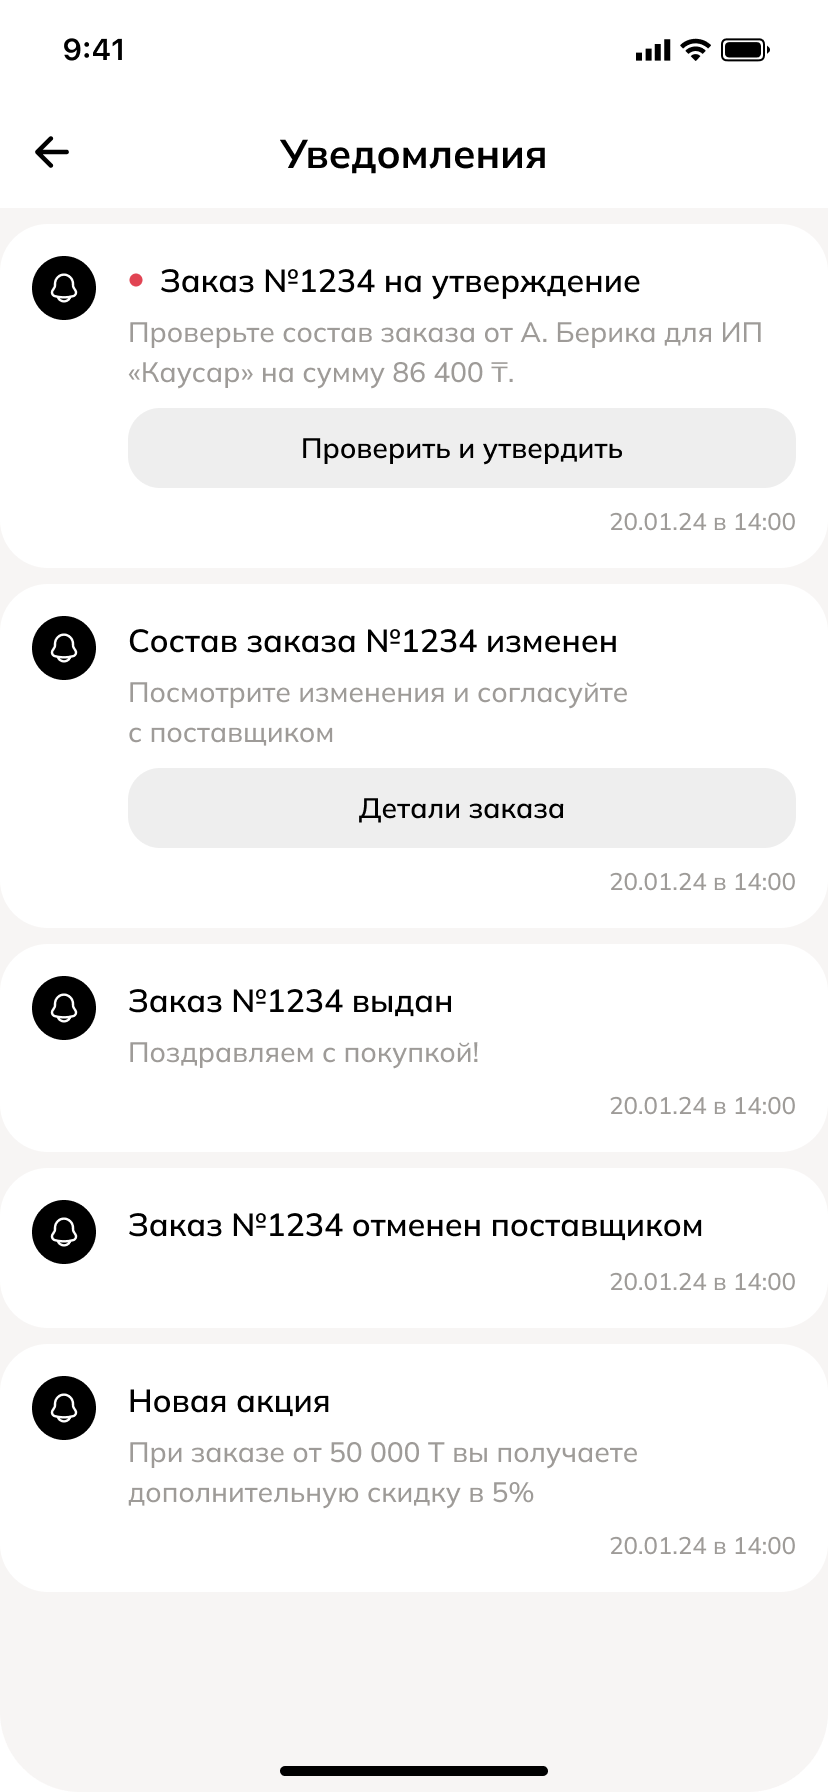 9:41
Уведомления
Заказ №1234 на утверждение
Проверьте состав заказа от А. Берика для ИП
«Каусар» на сумму 86 400 ₸.
Проверить и утвердить
20.01.24 в 14:00
Состав заказа №1234 изменен
Посмотрите изменения и согласуйте
с поставщиком
Детали заказа
20.01.24 в 14:00
Заказ №1234 выдан
Поздравляем с покупкой!
20.01.24 в 14:00
Заказ №1234 отменен поставщиком
20.01.24 в 14:00
Новая акция
При заказе от 50 000 Т вы получаете
дополнительную скидку в 5%
20.01.24 в 14:00